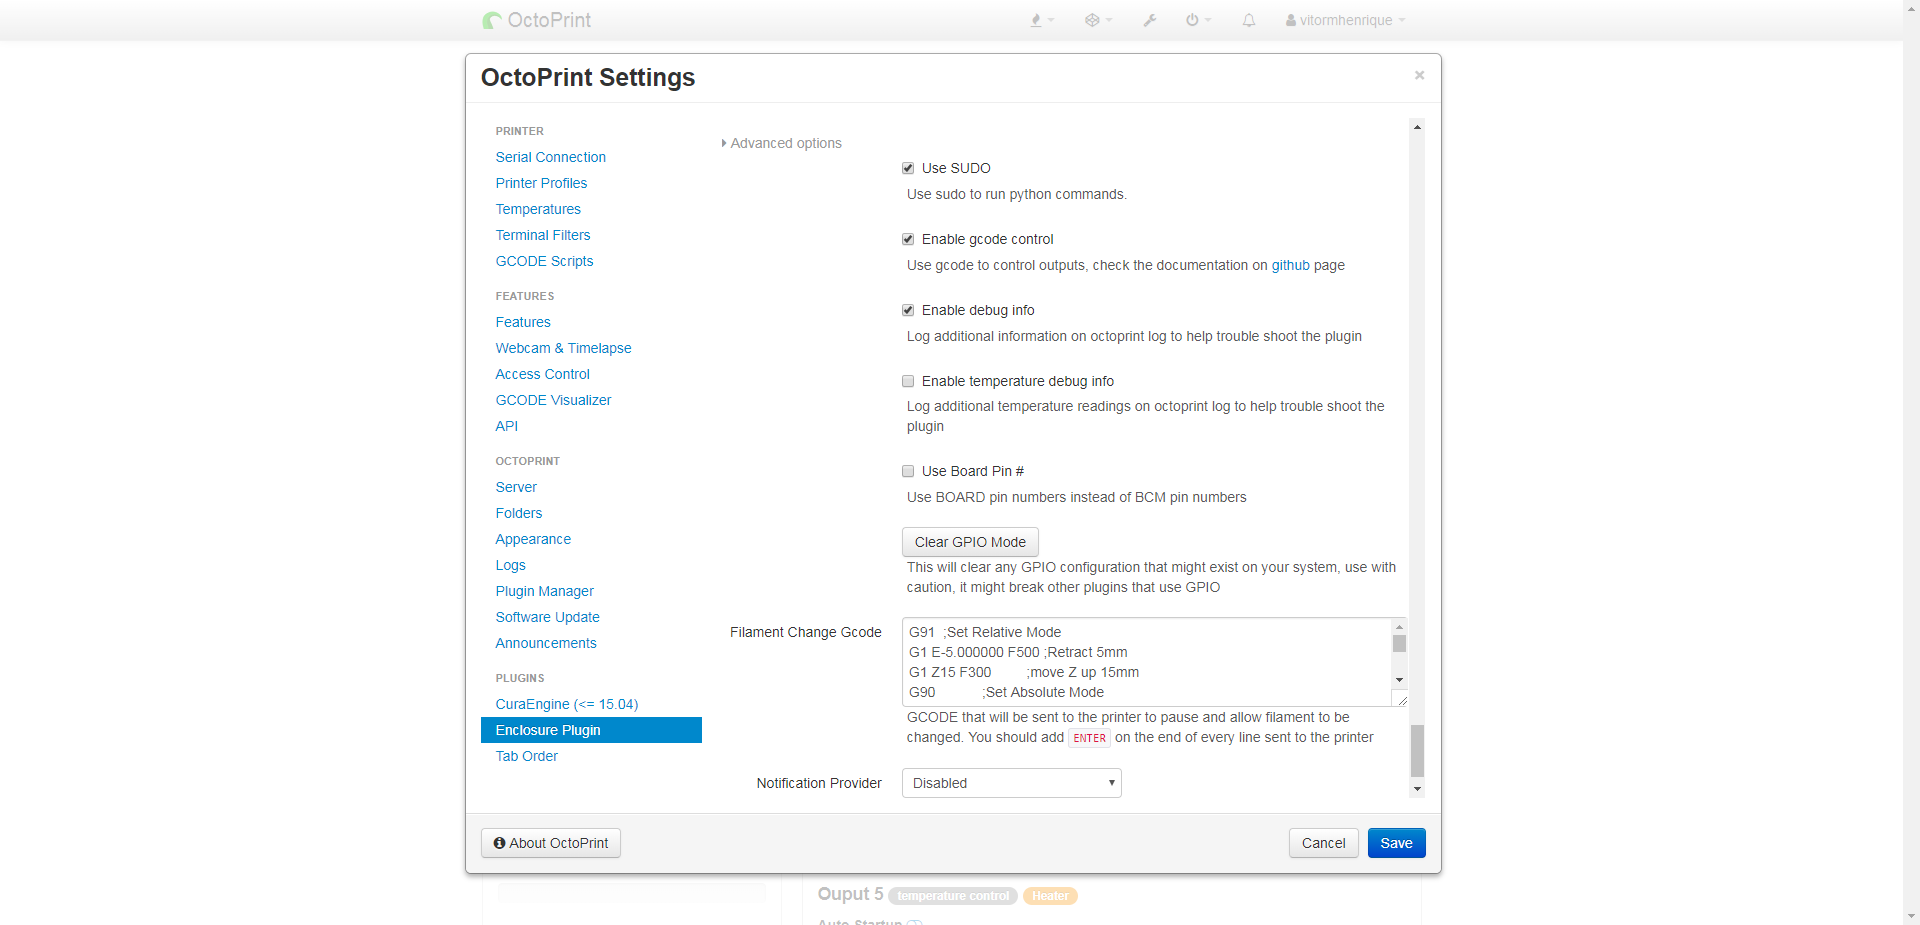 OctoPrint
vitormhenrique
OctoPrint Settings
×
PRINTER
Serial Connection
Printer Profiles
Temperatures
Terminal Filters
GCODE Scripts
FEATURES
Features
Webcam & Timelapse
Access Control
GCODE Visualizer
API
OCTOPRINT
Server
Folders
Appearance
Logs
Plugin Manager
Software Update
Announcements
PLUGINS
CuraEngine (<= 15.04)
Enclosure Plugin
Tab Order
Advanced options
Use SUDO
Use sudo to run python commands.
Enable gcode control
Use gcode to control outputs, check the documentation on github page
Enable debug info
Log additional information on octoprint log to help trouble shoot the plugin
Enable temperature debug info
Log additional temperature readings on octoprint log to help trouble shoot the
plugin
Use Board Pin #
Use BOARD pin numbers instead of BCM pin numbers
Clear GPIO Mode
This will clear any GPIO configuration that might exist on your system, use with
caution, it might break other plugins that use GPIO
Filament Change Gcode
G91  ;Set Relative Mode
G1 E-5.000000 F500 ;Retract 5mm
G1 Z15 F300         ;move Z up 15mm
G90            ;Set Absolute Mode
GCODE that will be sent to the printer to pause and allow filament to be
changed. You should add ENTER on the end of every line sent to the printer
Notification Provider
Disabled
About OctoPrint
Cancel
Save
Ouput 5 temperature control Heater
Auto Startup